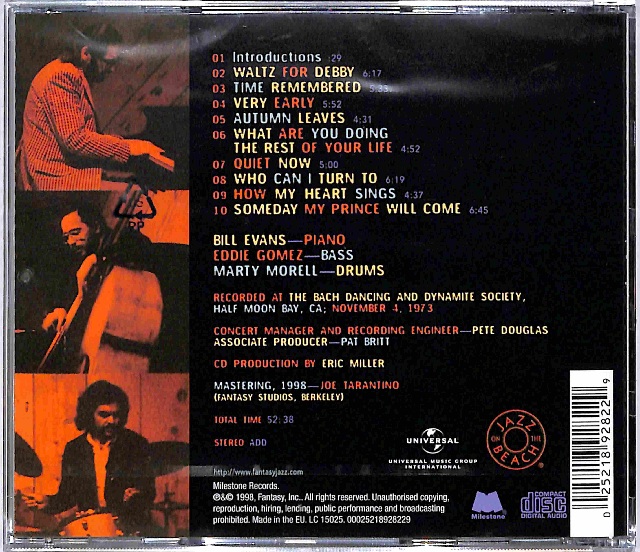 01 Introductions :29
02 WALTZ FOR DEBBY 6:17
03 TIME REMEMBERED 5:33
04 VERY EARLY 5:52
05 AUTUMN LEAVES 4:31
06 WHAT ARE YOU DOING
THE REST OF YOUR LIFE 4:52
07 QUIET NOW 5:00
08 WHO CAN I TURN TO 6:19
09 HOW MY HEART SINGS 4:37
10 SOMEDAY MY PRINCE WILL COME 6:45
BILL EVANS—PIANO
EDDIE GOMEZ—BASS
MARTY MORELL—DRUMS
RECORDED AT THE BACH DANCING AND DYNAMITE SOCIETY,
HALF MOON BAY, CA; NOVEMBER 4, 1973
CONCERT MANAGER AND RECORDING ENGINEER—PETE DOUGLAS
ASSOCIATE PRODUCER—PAT BRITT
CD PRODUCTION BY ERIC MILLER
MASTERING, 1998—JOE TARANTINO
(FANTASY STUDIOS, BERKELEY)
TOTAL TIME 52:38
STEREO ADD
UNIVERSAL
UNIVERSAL MUSIC GROUP
INTERNATIONAL
JAZZ
ON THE
BEACH
http://www.fantasyjazz.com
Milestone Records.
℗&© 1998, Fantasy, Inc.. All rights reserved. Unauthorised copying,
reproduction, hiring, lending, public performance and broadcasting
prohibited. Made in the EU. LC 15025. 00025218928229
Milestone
COMPACT
disc
DIGITAL AUDIO
0 25218 92822 9
PS